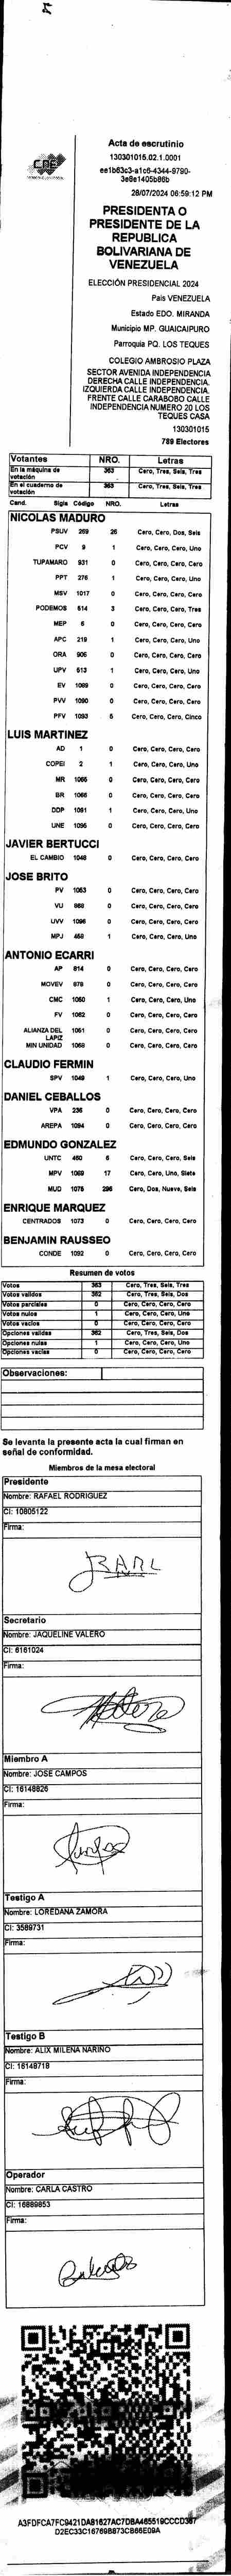 CNE
Acta de escrutinio
130301015.02.1.0001
ee1b63c3-a1c6-4344-9790-
3e8e1405b86b
28/07/2024 06:59:12 PM
PRESIDENTA O
PRESIDENTE DE LA
REPUBLICA
BOLIVARIANA DE
VENEZUELA
ELECCIÓN PRESIDENCIAL 2024
País VENEZUELA
Estado EDO. MIRANDA
Municipio MP. GUAICAIPURO
Parroquia PQ. LOS TEQUES
COLEGIO AMBROSIO PLAZA
SECTOR AVENIDA INDEPENDENCIA
DERECHA CALLE INDEPENDENCIA.
IZQUIERDA CALLE INDEPENDENCIA.
FRENTE CALLE CARABOBO CALLE
INDEPENDENCIA NUMERO 20 LOS
TEQUES CASA
130301015
789 Electores
Votantes NRO. Letras
En la máquina de votación 363 Cero, Tres, Seis, Tres
En el cuaderno de votación 363 Cero, Tres, Seis, Tres
Cand. Sigla Código NRO. Letras
NICOLAS MADURO
PSUV 269 26 Cero, Cero, Dos, Seis
PCV 9 1 Cero, Cero, Cero, Uno
TUPAMARO 931 0 Cero, Cero, Cero, Cero
PPT 276 1 Cero, Cero, Cero, Uno
MSV 1017 0 Cero, Cero, Cero, Cero
PODEMOS 514 3 Cero, Cero, Cero, Tres
MEP 6 0 Cero, Cero, Cero, Cero
APC 219 1 Cero, Cero, Cero, Uno
ORA 906 0 Cero, Cero, Cero, Cero
UPV 613 1 Cero, Cero, Cero, Uno
EV 1089 0 Cero, Cero, Cero, Cero
PVV 1090 0 Cero, Cero, Cero, Cero
PFV 1093 5 Cero, Cero, Cero, Cinco
LUIS MARTINEZ
AD 1 0 Cero, Cero, Cero, Cero
COPEI 2 1 Cero, Cero, Cero, Uno
MR 1065 0 Cero, Cero, Cero, Cero
BR 1066 0 Cero, Cero, Cero, Cero
DDP 1091 1 Cero, Cero, Cero, Uno
UNE 1095 0 Cero, Cero, Cero, Cero
JAVIER BERTUCCI
EL CAMBIO 1048 0 Cero, Cero, Cero, Cero
JOSE BRITO
PV 1053 0 Cero, Cero, Cero, Cero
VU 868 0 Cero, Cero, Cero, Cero
UVV 1096 0 Cero, Cero, Cero, Cero
MPJ 458 1 Cero, Cero, Cero, Uno
ANTONIO ECARRI
AP 814 0 Cero, Cero, Cero, Cero
MOVEV 879 0 Cero, Cero, Cero, Cero
CMC 1050 1 Cero, Cero, Cero, Uno
FV 1062 0 Cero, Cero, Cero, Cero
ALIANZA DEL LAPIZ 1061 0 Cero, Cero, Cero, Cero
MIN UNIDAD 1068 0 Cero, Cero, Cero, Cero
CLAUDIO FERMIN
SPV 1049 1 Cero, Cero, Cero, Uno
DANIEL CEBALLOS
VPA 236 0 Cero, Cero, Cero, Cero
AREPA 1094 0 Cero, Cero, Cero, Cero
EDMUNDO GONZALEZ
UNTC 460 6 Cero, Cero, Cero, Seis
MPV 1069 17 Cero, Cero, Uno, Siete
MUD 1075 296 Cero, Dos, Nueve, Seis
ENRIQUE MARQUEZ
CENTRADOS 1073 0 Cero, Cero, Cero, Cero
BENJAMIN RAUSSEO
CONDE 1092 0 Cero, Cero, Cero, Cero
Resumen de votos
Votos 363 Cero, Tres, Seis, Tres
Votos validos 362 Cero, Tres, Seis, Dos
Votos parciales 0 Cero, Cero, Cero, Cero
Votos nulos 1 Cero, Cero, Cero, Uno
Votos vacios 0 Cero, Cero, Cero, Cero
Opciones validas 362 Cero, Tres, Seis, Dos
Opciones nulas 1 Cero, Cero, Cero, Uno
Opciones vacias 0 Cero, Cero, Cero, Cero
Observaciones:
Se levanta la presente acta la cual firman en
señal de conformidad.
Miembros de la mesa electoral
Presidente
Nombre: RAFAEL RODRIGUEZ
CI: 10805122
Firma:
Secretario
Nombre: JAQUELINE VALERO
CI: 6161024
Firma:
Miembro A
Nombre: JOSE CAMPOS
CI: 16148826
Firma:
Testigo A
Nombre: LOREDANA ZAMORA
CI: 3589731
Firma:
Testigo B
Nombre: ALIX MILENA NARIÑO
CI: 16149718
Firma:
Operador
Nombre: CARLA CASTRO
CI: 16889853
Firma:
A3FDFCA7FC9421DA81627AC7DBA465519CCCD367
D2EC33C16769B873CB66E09A